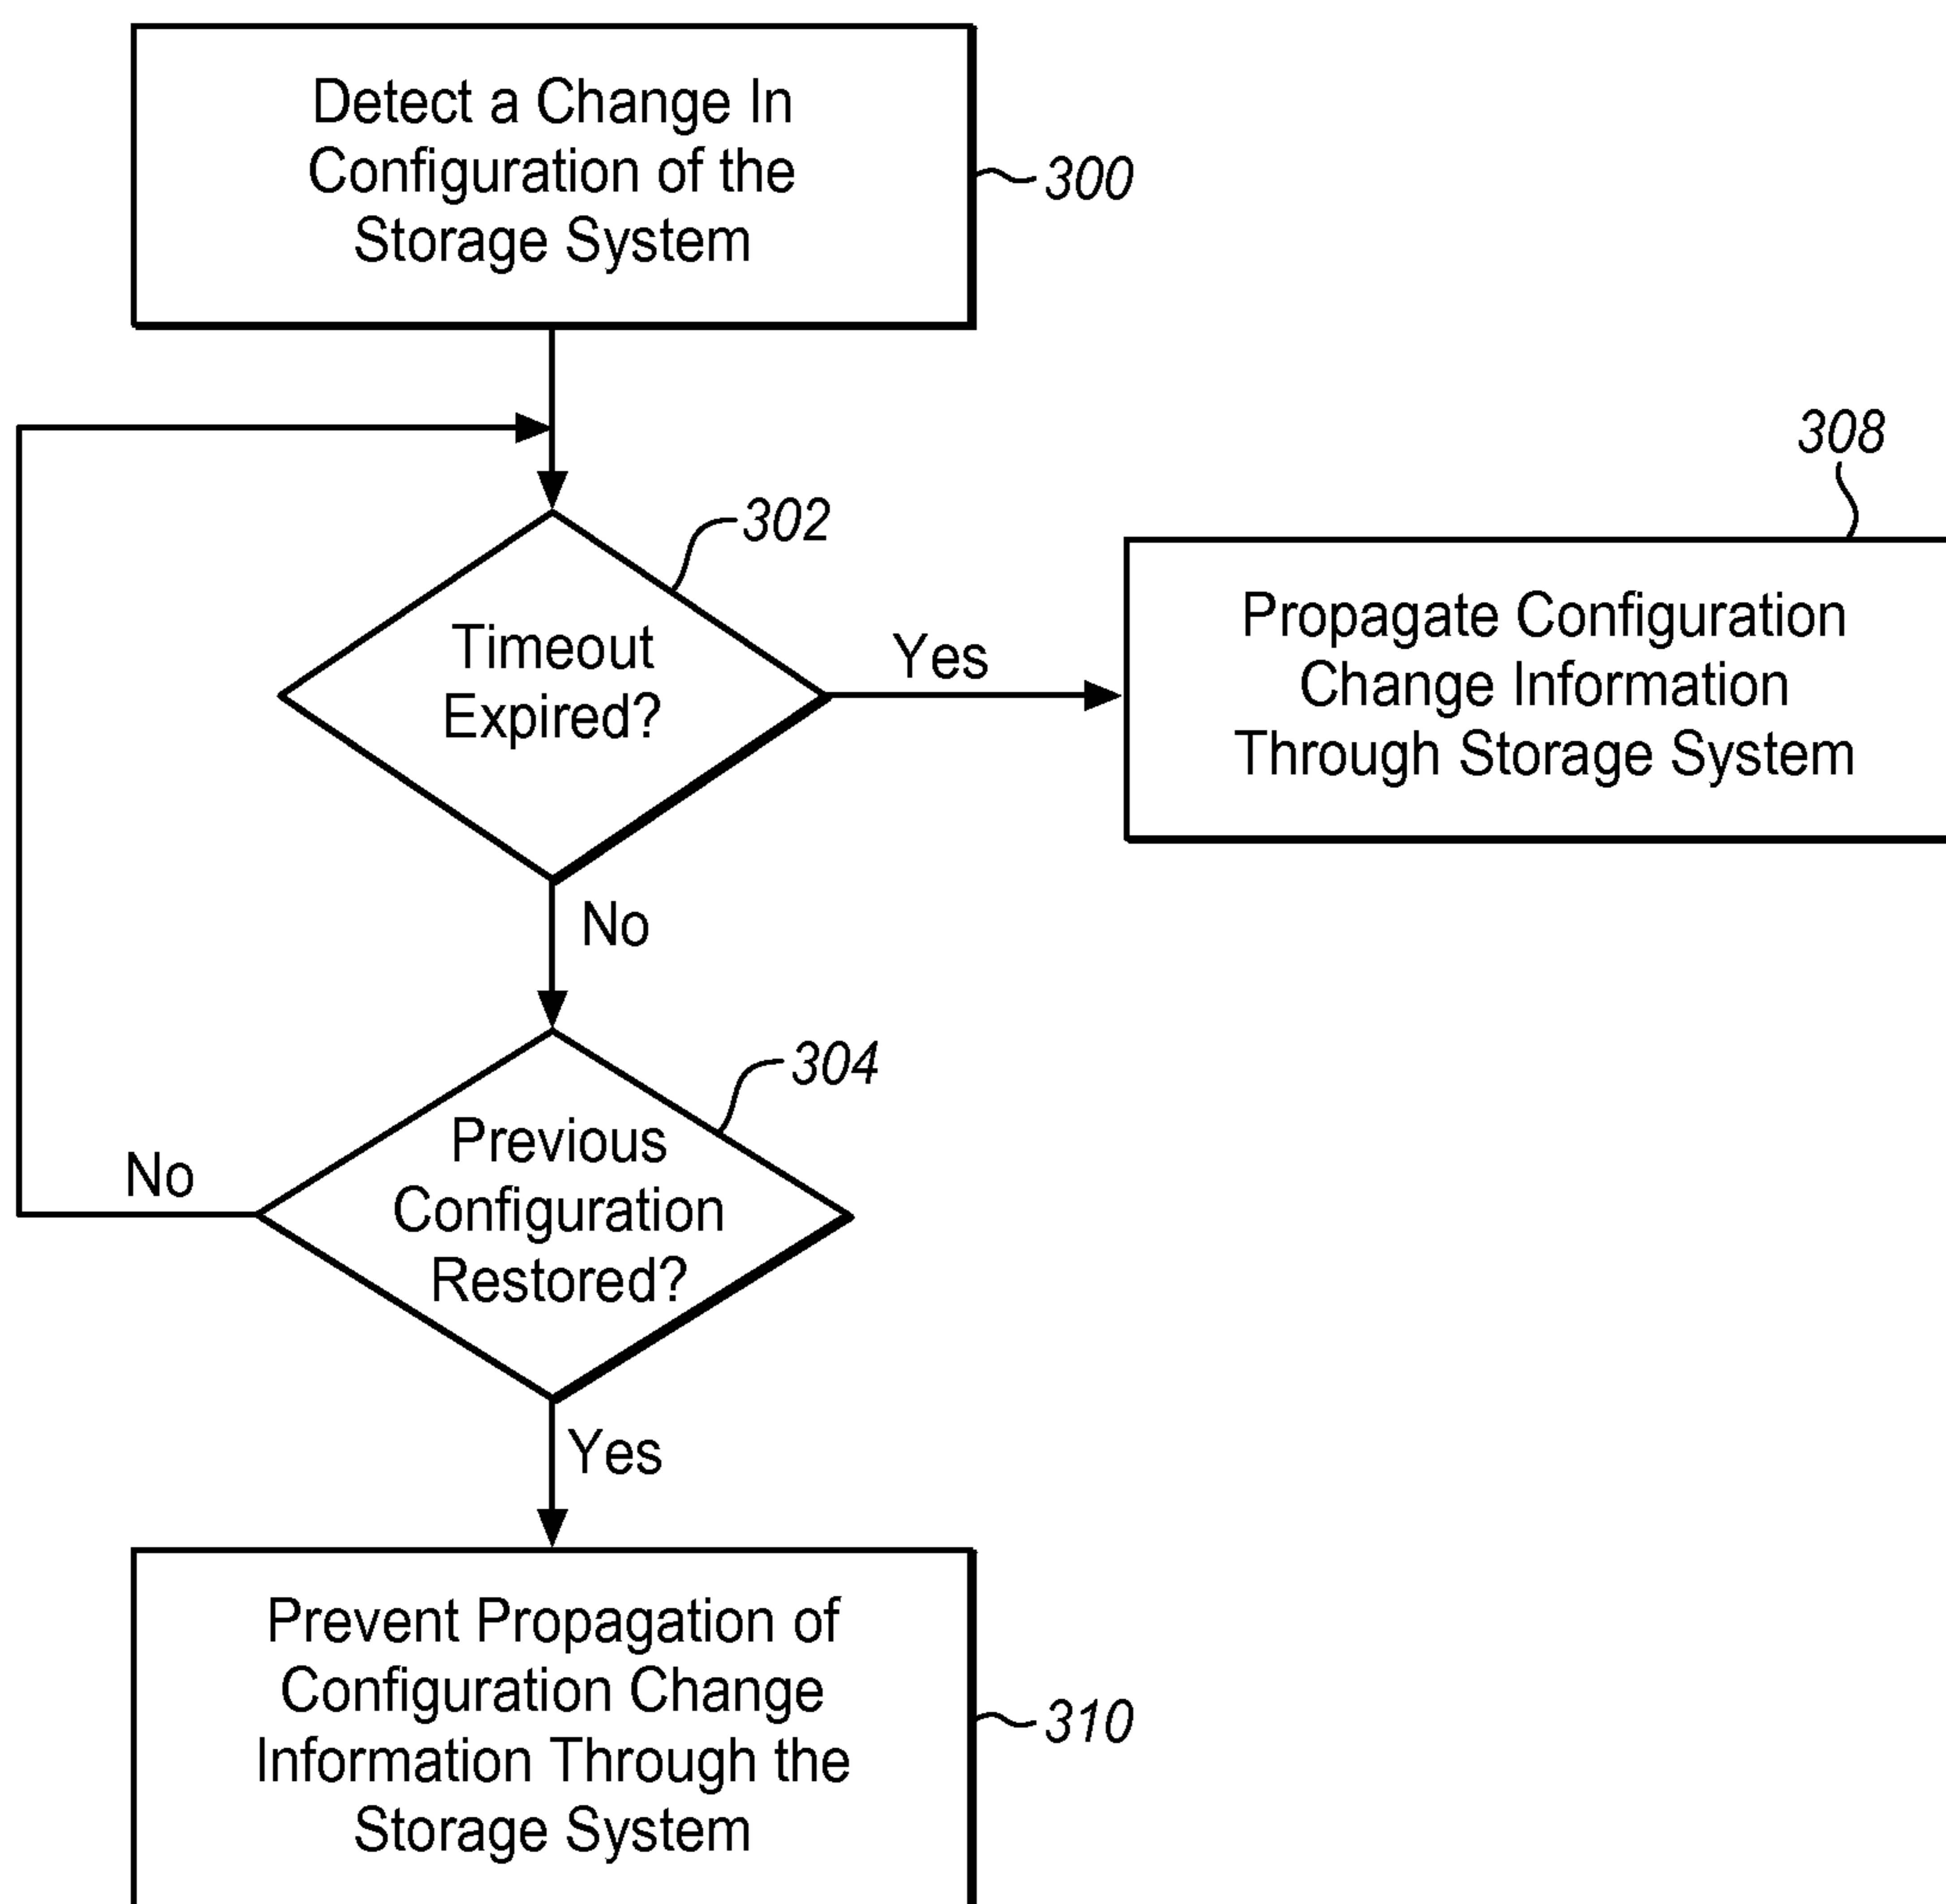 Detect a Change In
Configuration of the
Storage System
300
308
302
Timeout
Expired?
Yes
Propagate Configuration
Change Information
Through Storage System
No
304
Previous
Configuration
Restored?
No
Yes
Prevent Propagation of
Configuration Change
Information Through the
Storage System
310